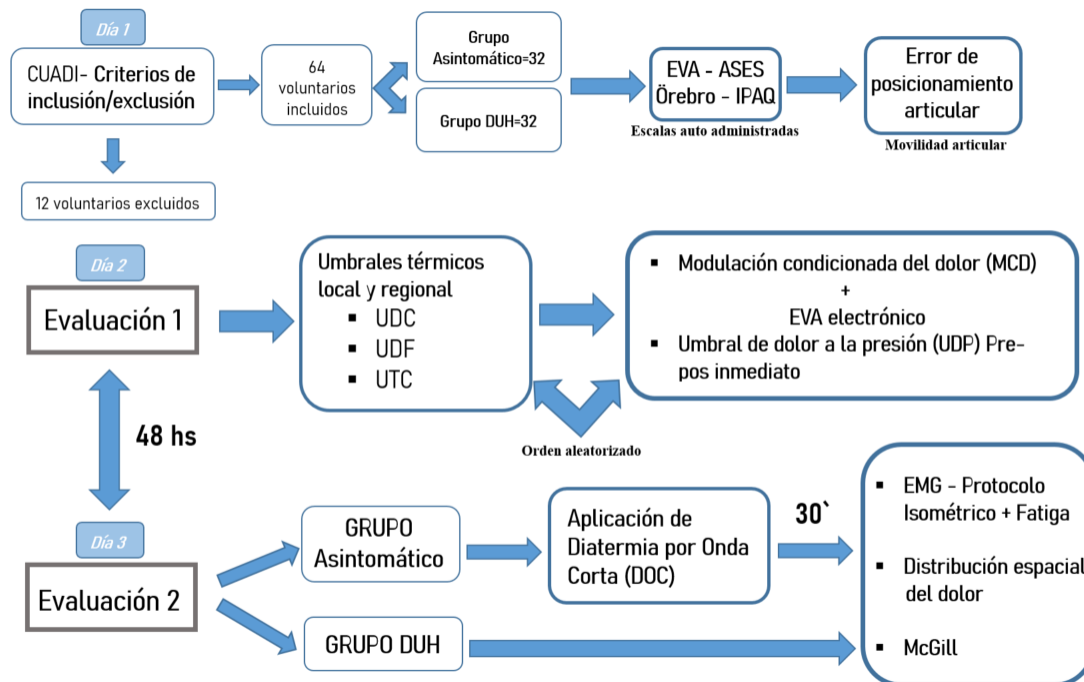 Día 1
CUADI- Criterios de
inclusión/exclusión
64
voluntarios
incluidos
Grupo
Asintomático=32
Grupo DUH=32
EVA - ASES
Örebro - IPAQ
Escalas auto administradas
Error de
posicionamiento
articular
Movilidad articular
12 voluntarios excluidos
Día 2
Evaluación 1
Umbrales térmicos
local y regional
▪ UDC
▪ UDF
▪ UTC
▪ Modulación condicionada del dolor (MCD)
+
EVA electrónico
▪ Umbral de dolor a la presión (UDP) Pre-
pos inmediato
Orden aleatorizado
48 hs
Día 3
Evaluación 2
GRUPO
Asintomático
Aplicación de
Diatermia por Onda
Corta (DOC)
30`
GRUPO DUH
▪ EMG - Protocolo
Isométrico + Fatiga
▪ Distribución espacial
del dolor
▪ McGill